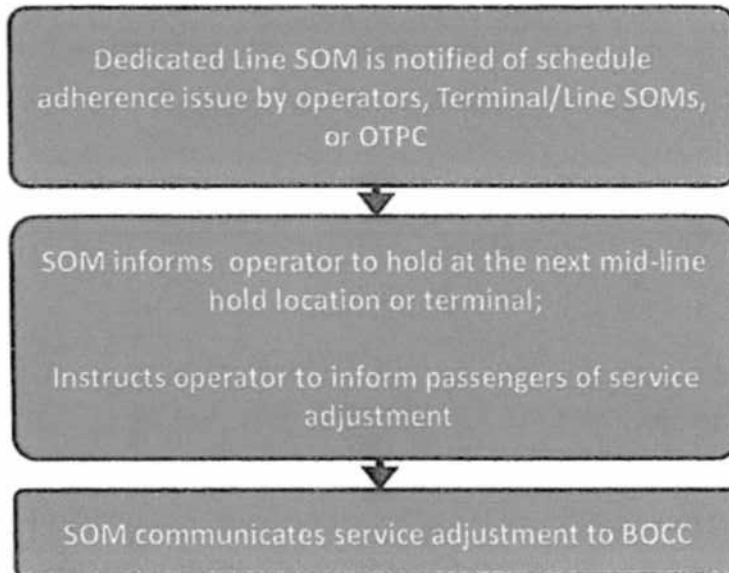 Dedicated Line SOM is notified of schedule
adherence issue by operators, Terminal/Line SOMs,
or OTPC
SOM informs operator to hold at the next mid-line
hold location or terminal;
Instructs operator to inform passengers of service
adjustment
SOM communicates service adjustment to BOCC